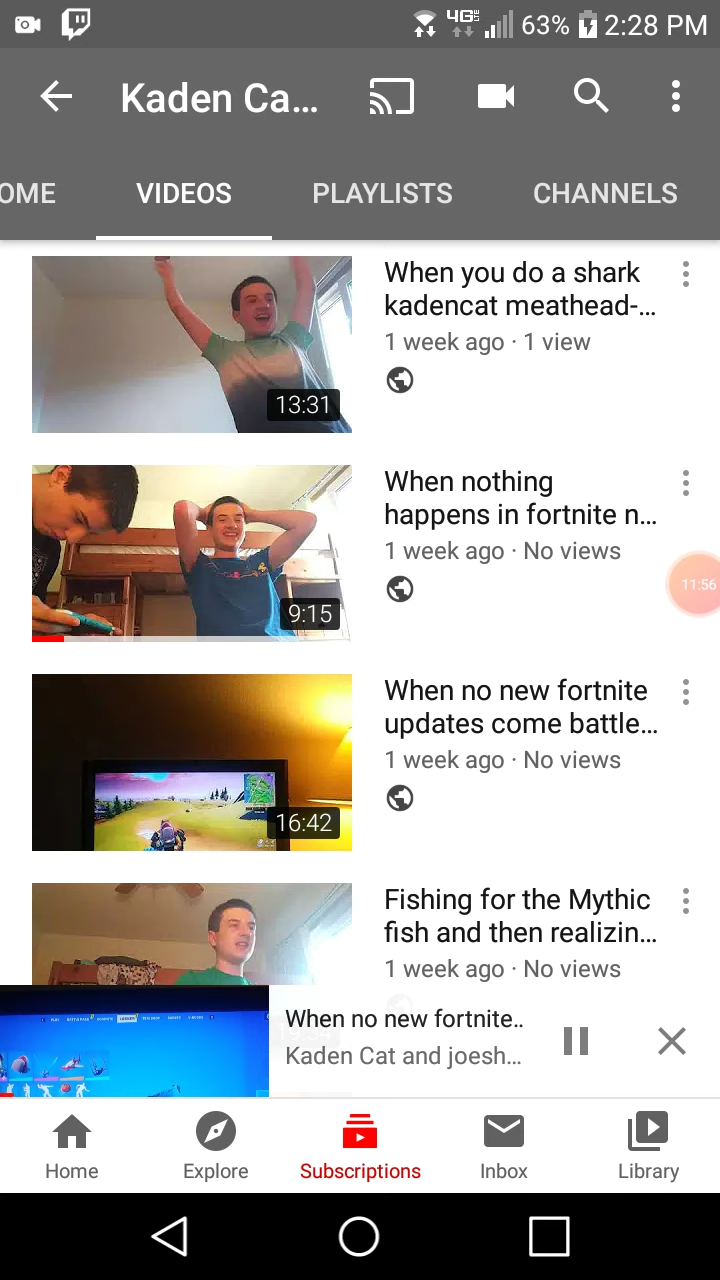 4G LTE 63% 2:28 PM
Kaden Ca...
OME VIDEOS PLAYLISTS CHANNELS
When you do a shark
kadencat meathead-...
1 week ago · 1 view
13:31
When nothing
happens in fortnite n...
1 week ago · No views
9:15
11:56
When no new fortnite
updates come battle...
1 week ago · No views
16:42
Fishing for the Mythic
fish and then realizin...
1 week ago · No views
When no new fortnite..
Kaden Cat and joesh...
Home Explore Subscriptions Inbox Library